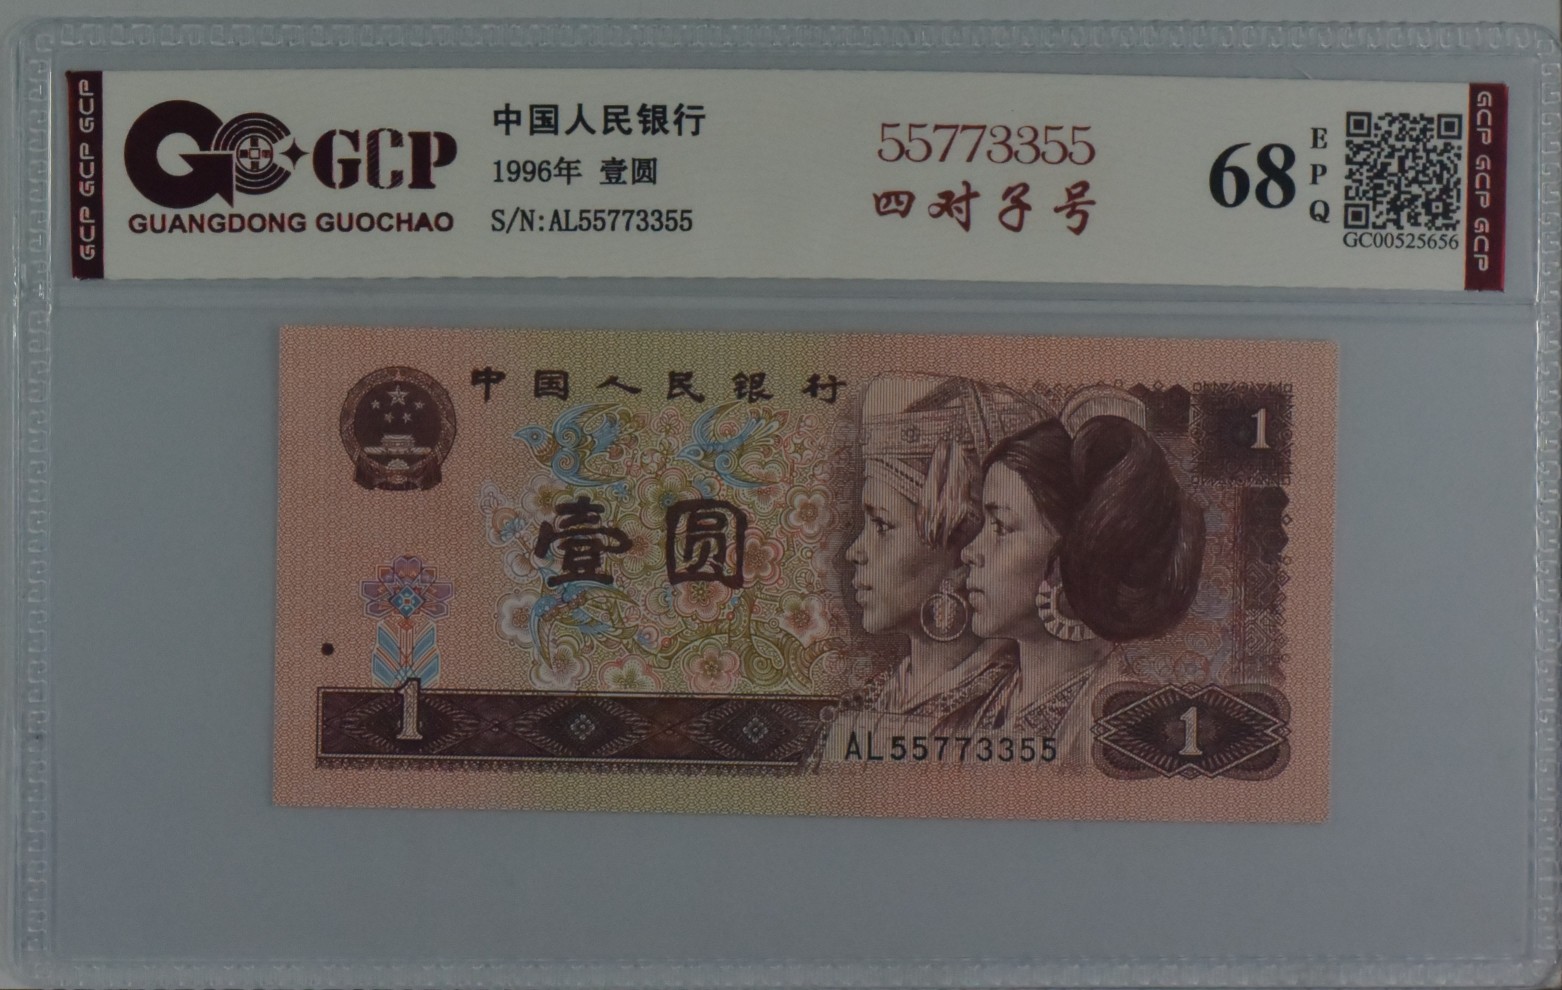 GCP GCP GCP
GCP
GUANGDONG GUOCHAO
中国人民银行
1996年 壹圆
S/N:AL55773355
55773355
四对子号
68
EPQ
GC00525656
GCP GCP GCP
中国人民银行
1
壹圆
1
AL55773355
1